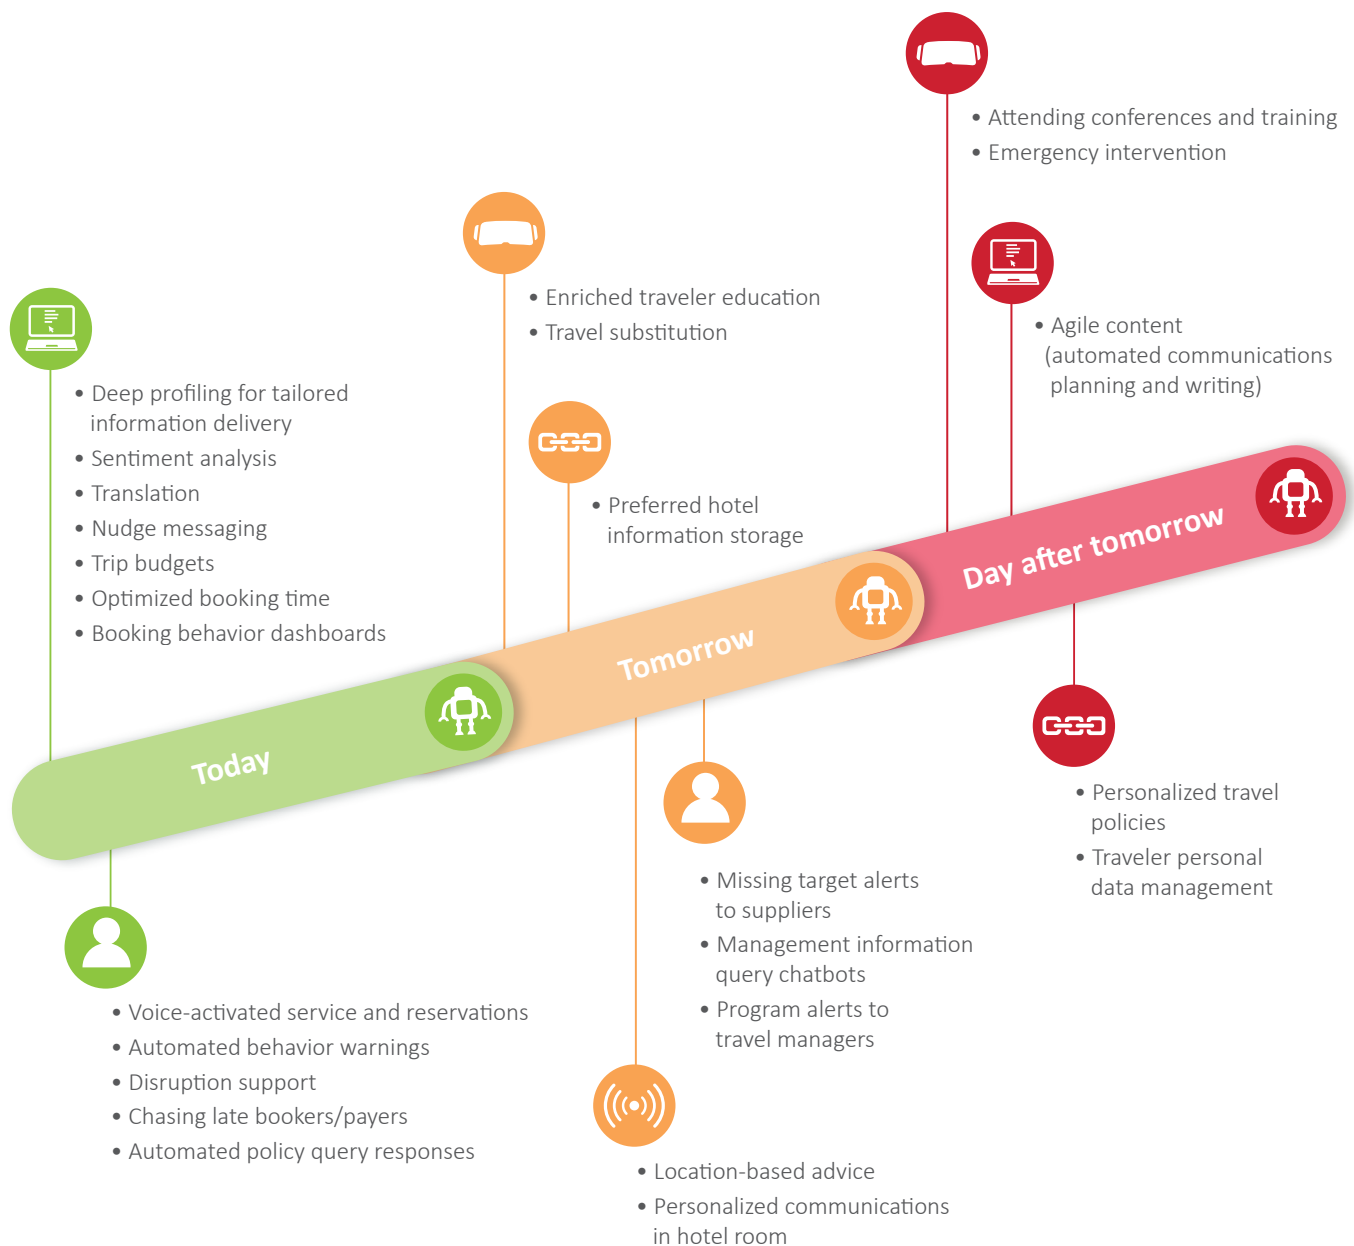 • Attending conferences and training
• Emergency intervention
• Enriched traveler education
• Travel substitution
• Agile content
(automated communications
planning and writing)
• Deep profiling for tailored
information delivery
• Sentiment analysis
• Translation
• Nudge messaging
• Trip budgets
• Optimized booking time
• Booking behavior dashboards
• Preferred hotel
information storage
Day after tomorrow
Tomorrow
Today
• Personalized travel
policies
• Traveler personal
data management
• Missing target alerts
to suppliers
• Management information
query chatbots
• Program alerts to
travel managers
• Voice-activated service and reservations
• Automated behavior warnings
• Disruption support
• Chasing late bookers/payers
• Automated policy query responses
• Location-based advice
• Personalized communications
in hotel room